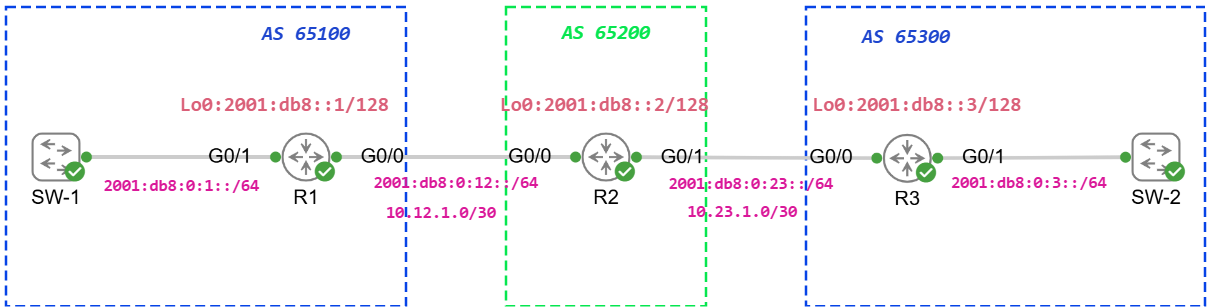 AS 65100
AS 65200
AS 65300
Lo0:2001:db8::1/128
Lo0:2001:db8::2/128
Lo0:2001:db8::3/128
G0/1
G0/0
G0/0
G0/1
G0/0
G0/1
2001:db8:0:1::/64
2001:db8:0:12::/64
2001:db8:0:23::/64
2001:db8:0:3::/64
SW-1
R1
R2
R3
SW-2
10.12.1.0/30
10.23.1.0/30